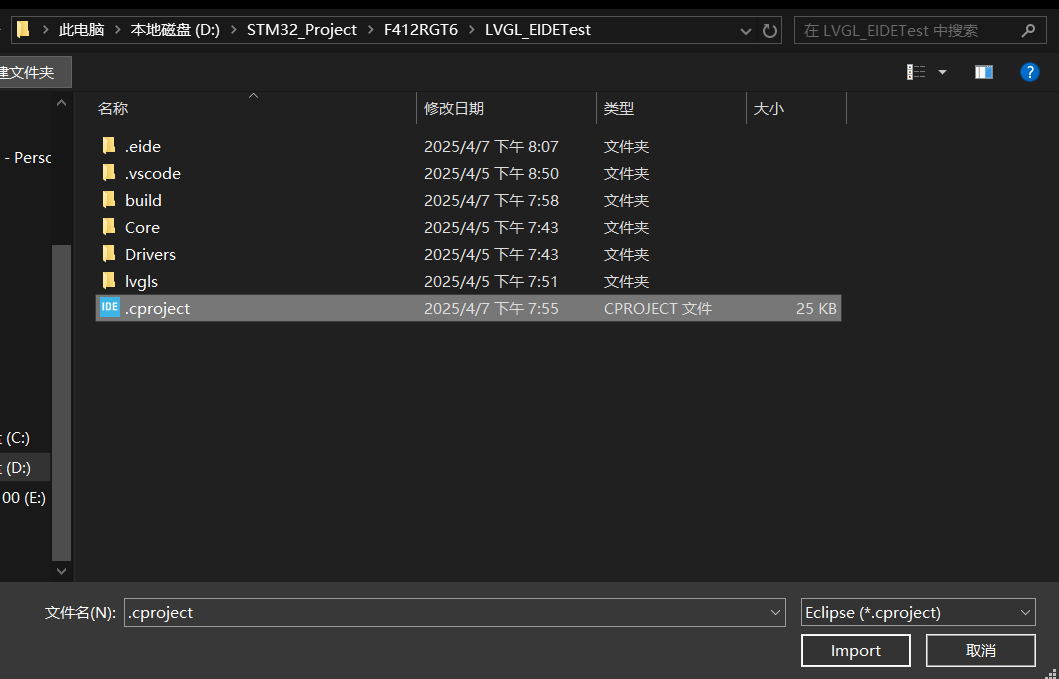 此电脑 本地磁盘 (D:) STM32_Project F412RGT6 LVGL_EIDETest 在 LVGL_EIDETest 中搜索
建文件夹
名称 修改日期 类型 大小
.eide 2025/4/7 下午 8:07 文件夹
- Perso
.vscode 2025/4/5 下午 8:50 文件夹
build 2025/4/7 下午 7:58 文件夹
Core 2025/4/5 下午 7:43 文件夹
Drivers 2025/4/5 下午 7:43 文件夹
lvgls 2025/4/5 下午 7:51 文件夹
IDE .cproject 2025/4/7 下午 7:55 CPROJECT 文件 25 KB
(C:)
(D:)
00 (E:)
文件名(N): .cproject Eclipse (*.cproject)
Import 取消